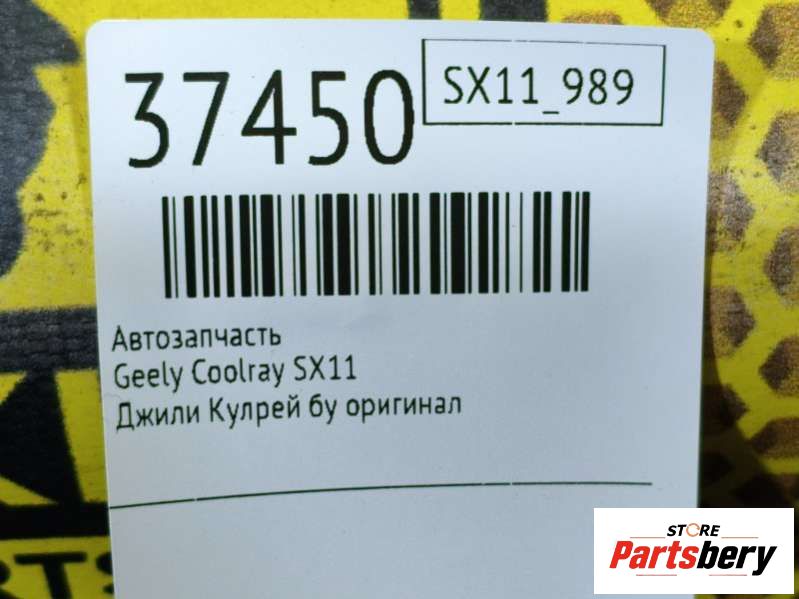 37450
SX11_989
Автозапчасть
Geely Coolray SX11
Джили Кулрей бу оригинал
STORE
Partsbery